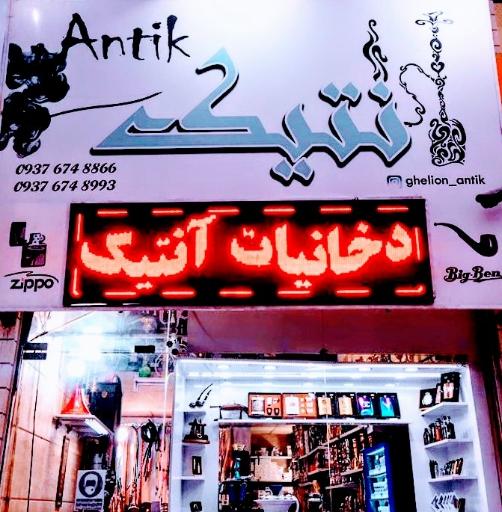 Antik
آنتیک
0937 674 8866
0937 674 8993
ghelion_antik
دخانیات آنتیک
zippo
Big-Ben